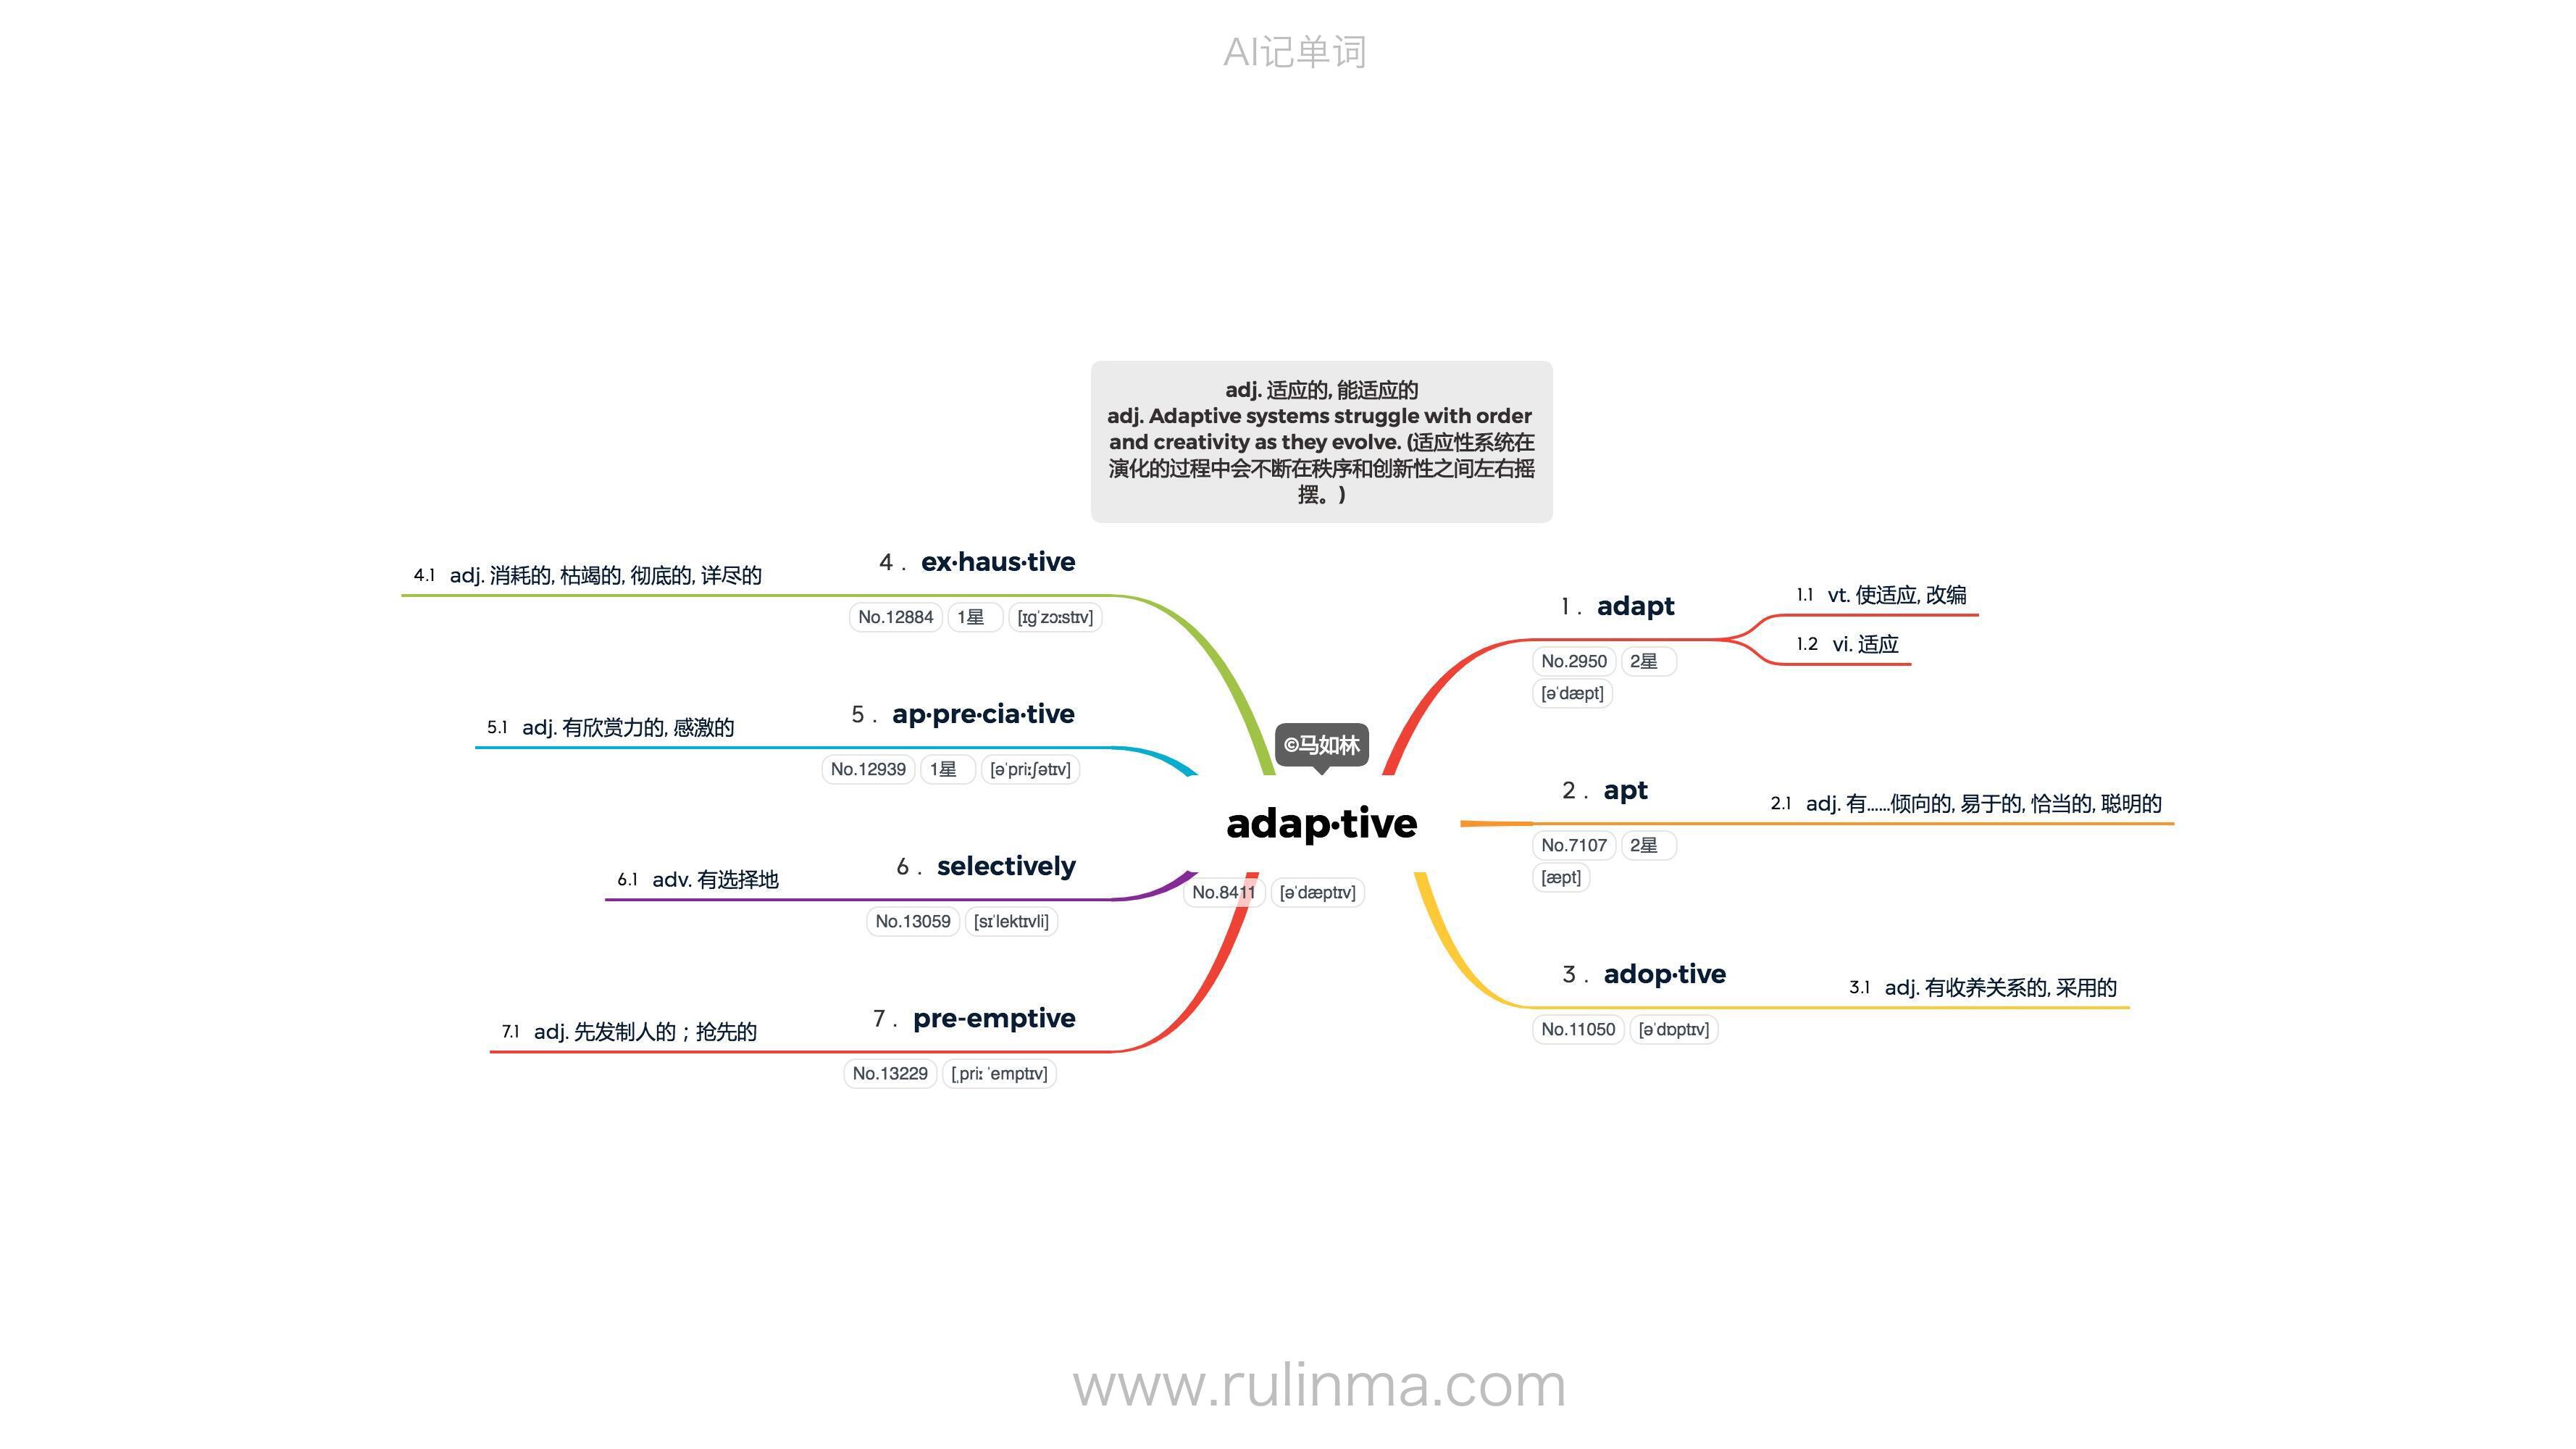 AI记单词
adj. 适应的, 能适应的
adj. Adaptive systems struggle with order
and creativity as they evolve. (适应性系统在
演化的过程中会不断在秩序和创新性之间左右摇
摆。)
©马如林
adap·tive
No.8411 [əˈdæptɪv]
1 . adapt
No.2950 2星
[əˈdæpt]
1.1 vt. 使适应, 改编
1.2 vi. 适应
2 . apt
No.7107 2星
[æpt]
2.1 adj. 有……倾向的, 易于的, 恰当的, 聪明的
3 . adop·tive
No.11050 [əˈdɒptɪv]
3.1 adj. 有收养关系的, 采用的
4 . ex·haus·tive
No.12884 1星 [ɪɡˈzɔːstɪv]
4.1 adj. 消耗的, 枯竭的, 彻底的, 详尽的
5 . ap·pre·cia·tive
No.12939 1星 [əˈpriːʃətɪv]
5.1 adj. 有欣赏力的, 感激的
6 . selectively
No.13059 [sɪˈlektɪvli]
6.1 adv. 有选择地
7 . pre-emptive
No.13229 [ˌpriː ˈemptɪv]
7.1 adj. 先发制人的；抢先的
www.rulinma.com